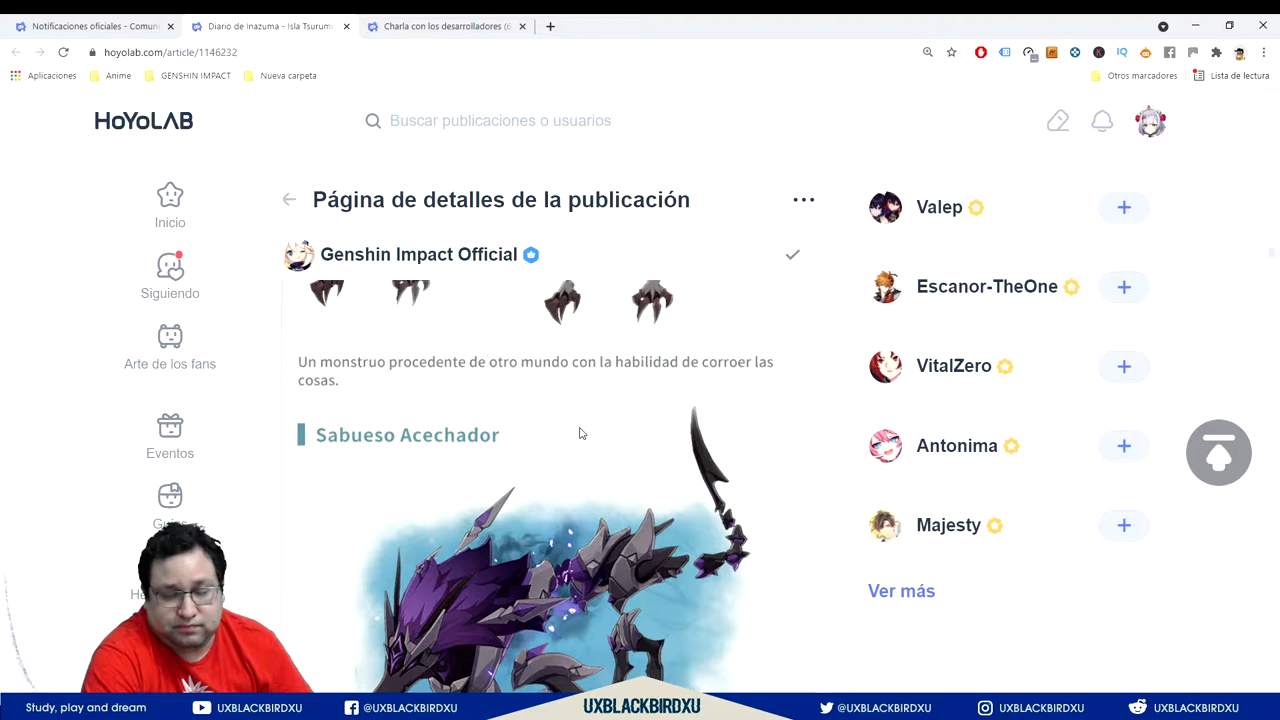 Notificaciones oficiales - Comun
Diario de Inazuma - Isla Tsurum
Charla con los desarrolladores (6
hoyolab.com/article/1146232
Aplicaciones
Anime
GENSHIN IMPACT
Nueva carpeta
Otros marcadores
Lista de lectura
HoYoLAB
Buscar publicaciones o usuarios
Inicio
Siguiendo
Arte de los fans
Eventos
Página de detalles de la publicación
Genshin Impact Official
Un monstruo procedente de otro mundo con la habilidad de corroer las
cosas.
Sabueso Acechador
Valep
Escanor-TheOne
VitalZero
Antonima
Majesty
Ver más
Study, play and dream
UXBLACKBIRDXU
@UXBLACKBIRDXU
UXBLACKBIRDXU
@UXBLACKBIRDXU
UXBLACKBIRDXU
UXBLACKBIRDXU